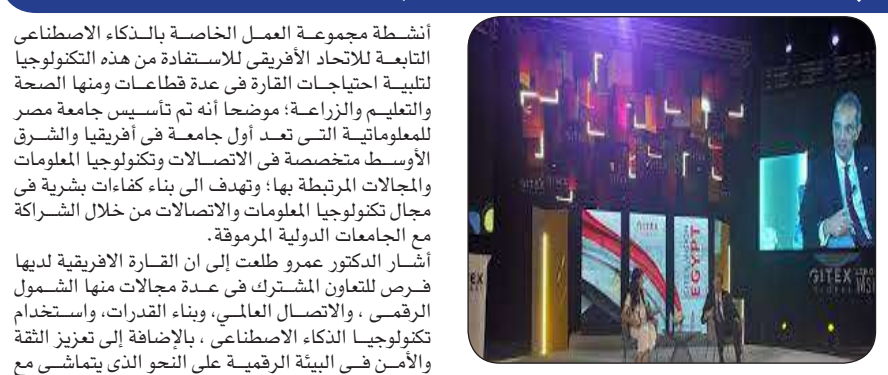 أنشطة مجموعة العمل الخاصة بالذكاء الاصطناعى
التابعة للاتحاد الأفريقى للاستفادة من هذه التكنولوجيا
لتلبية احتياجات القارة فى عدة قطاعات ومنها الصحة
والتعليم والزراعة؛ موضحا أنه تم تأسيس جامعة مصر
للمعلوماتية التى تعد أول جامعة فى أفريقيا والشرق
الأوسط متخصصة فى الاتصالات وتكنولوجيا المعلومات
والمجالات المرتبطة بها؛ وتهدف الى بناء كفاءات بشرية فى
مجال تكنولوجيا المعلومات والاتصالات من خلال الشراكة
مع الجامعات الدولية المرموقة.
أشار الدكتور عمرو طلعت إلى ان القارة الافريقية لديها
فرص للتعاون المشترك فى عدة مجالات منها الشمول
الرقمى ، والاتصال العالمي، وبناء القدرات، واستخدام
تكنولوجيا الذكاء الاصطناعى ، بالإضافة إلى تعزيز الثقة
والأمن فى البيئة الرقمية على النحو الذى يتماشى مع
EGYPT
GITEX